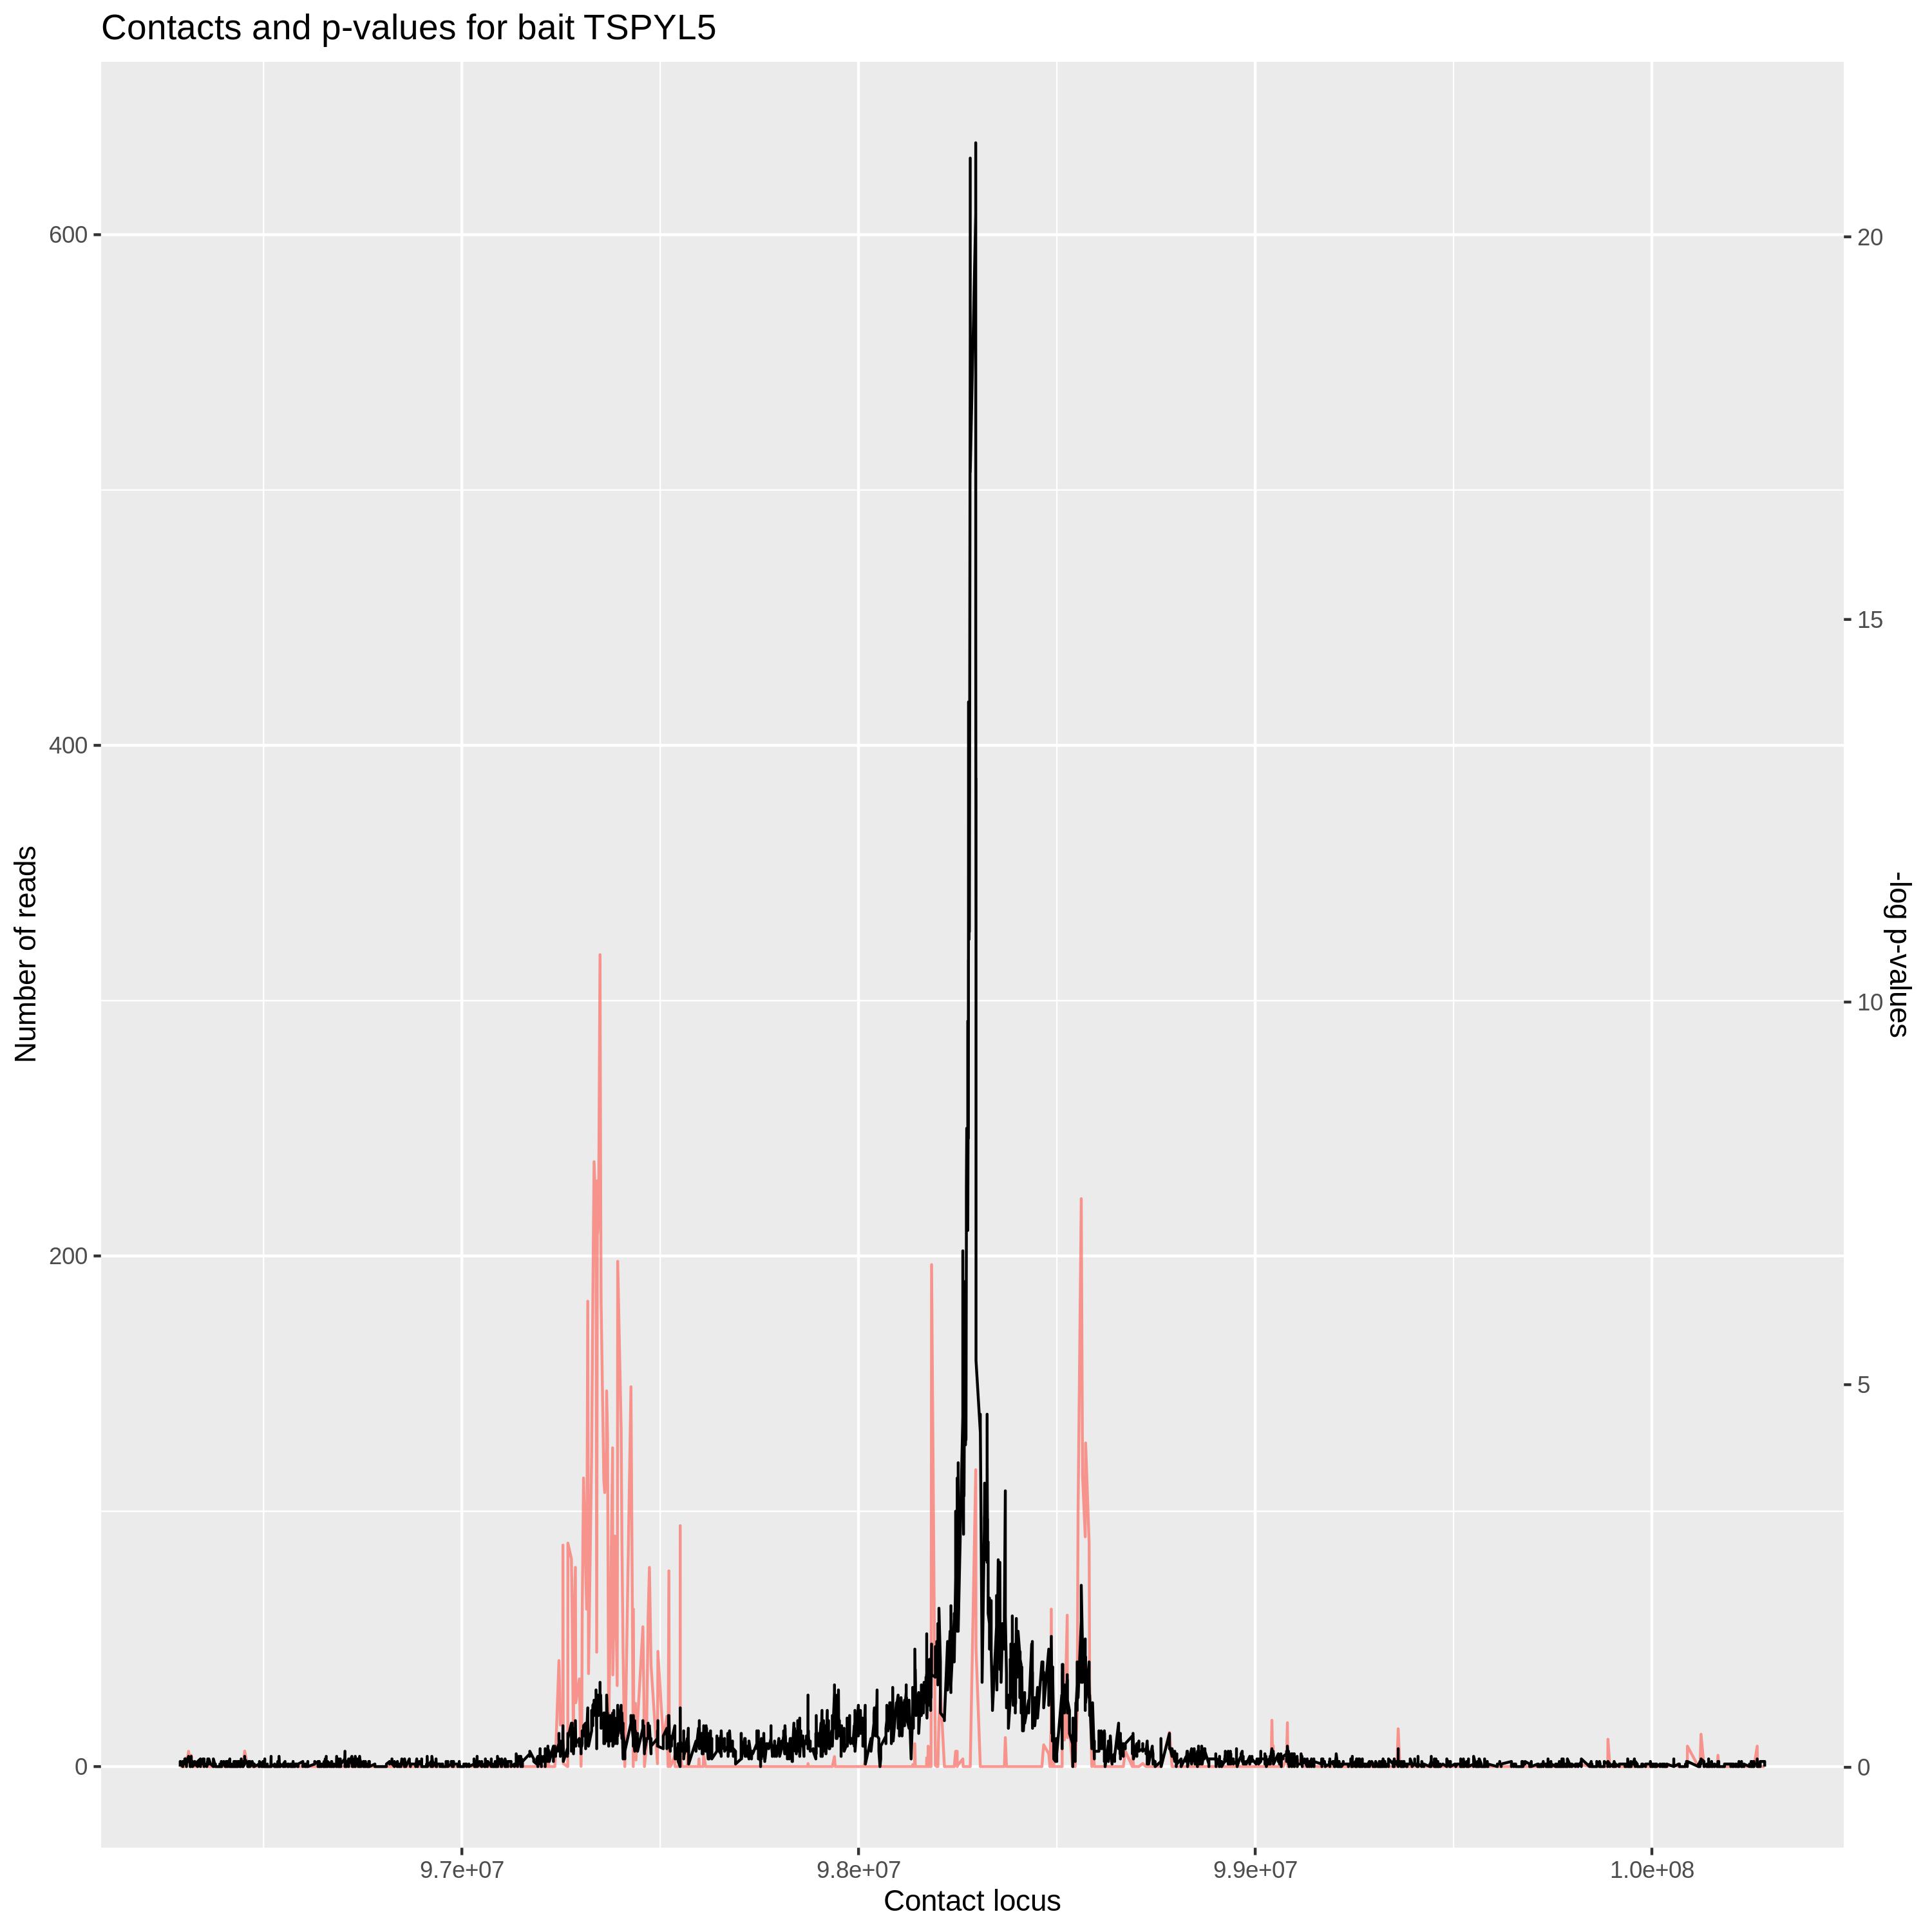 Contacts and p-values for bait TSPYL5
600
400
200
0
Number of reads
20
15
10
5
0
-log p-values
9.7e+07
9.8e+07
9.9e+07
1.0e+08
Contact locus